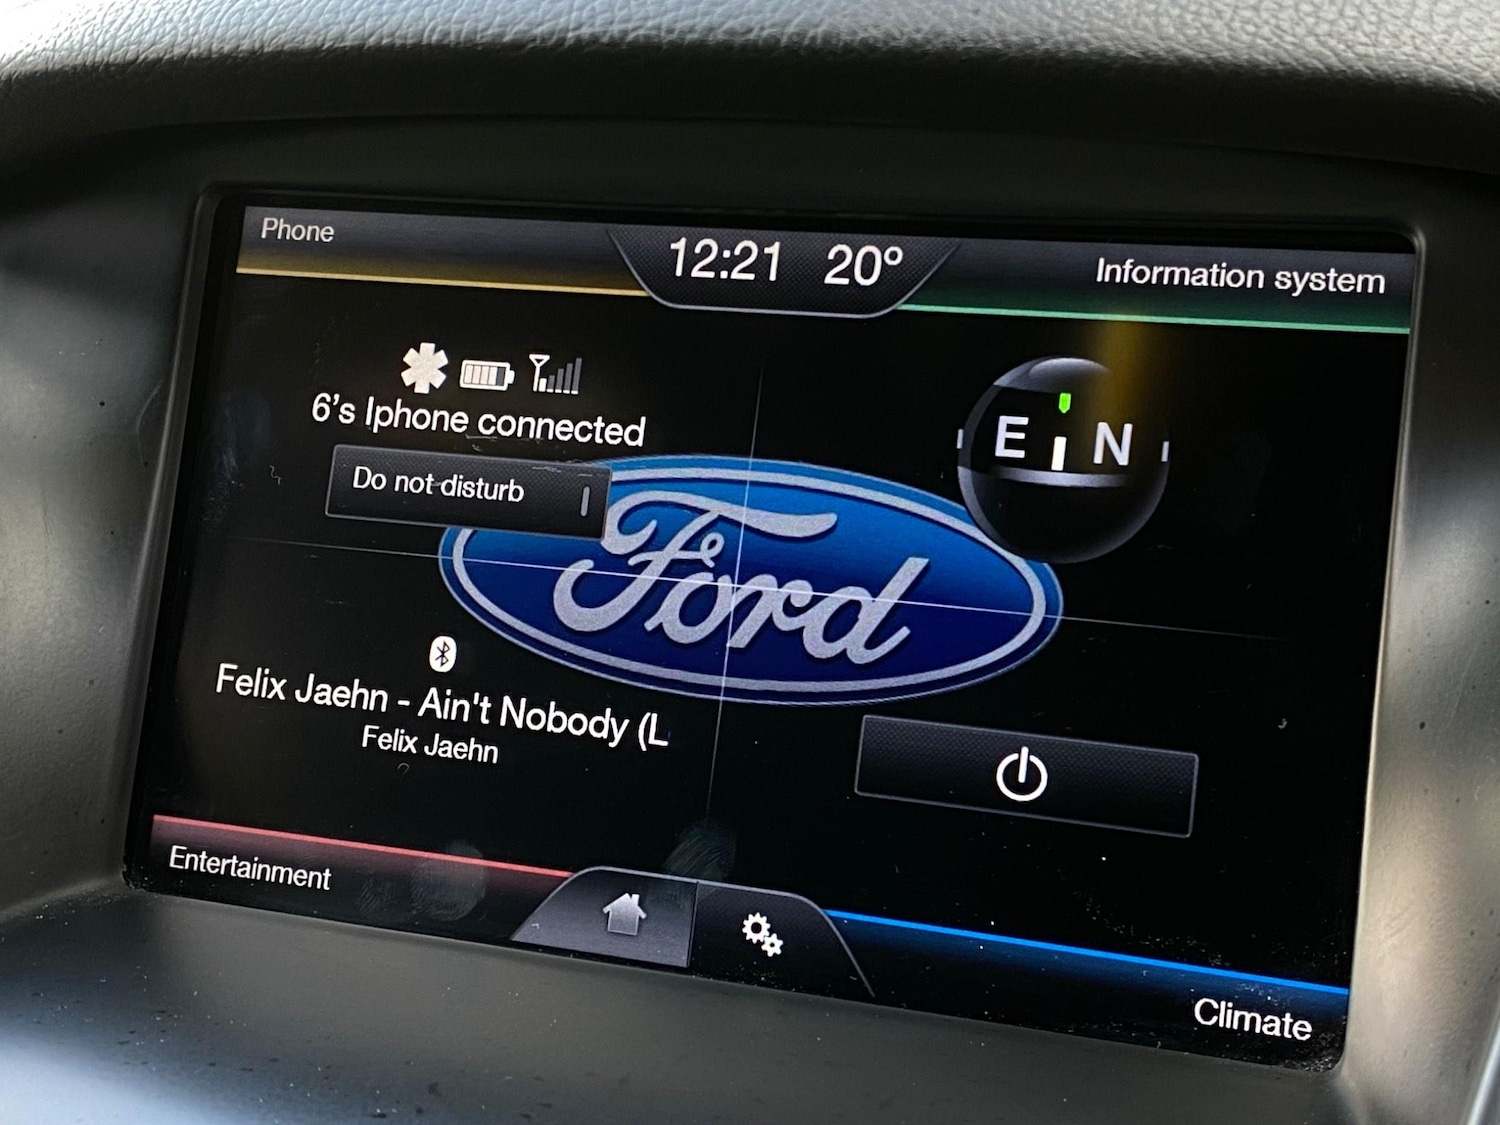 Phone
12:21 20°
Information system
6's Iphone connected
Do not disturb
E N
Ford
Felix Jaehn - Ain't Nobody (L
Felix Jaehn
Entertainment
Climate